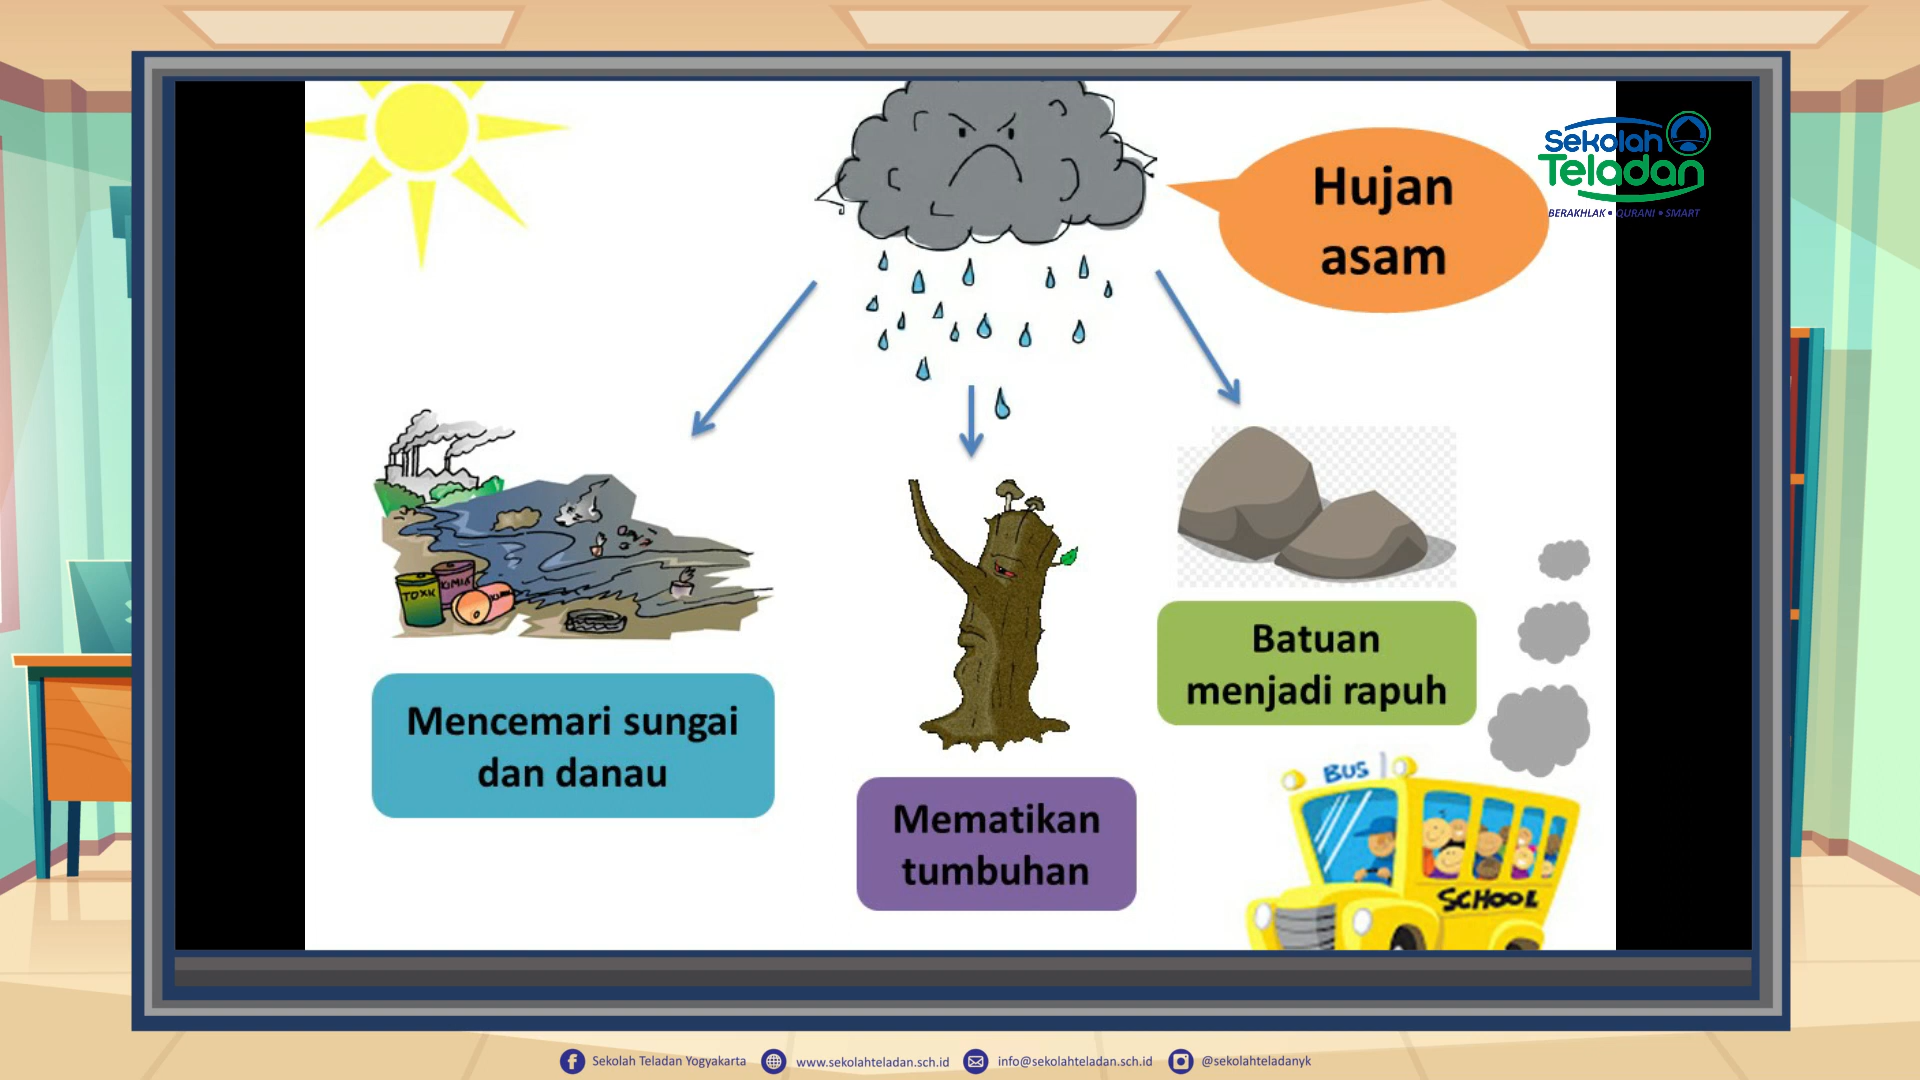 Hujan
asam
Sekolah
Teladan
BERAKHLAK • QURANI • SMART
TOXIK
KIMIA
Batuan
menjadi rapuh
Mencemari sungai
dan danau
Mematikan
tumbuhan
BUS
SCHOOL
Sekolah Teladan Yogyakarta
www.sekolahteladan.sch.id
info@sekolahteladan.sch.id
@sekolahteladanyk